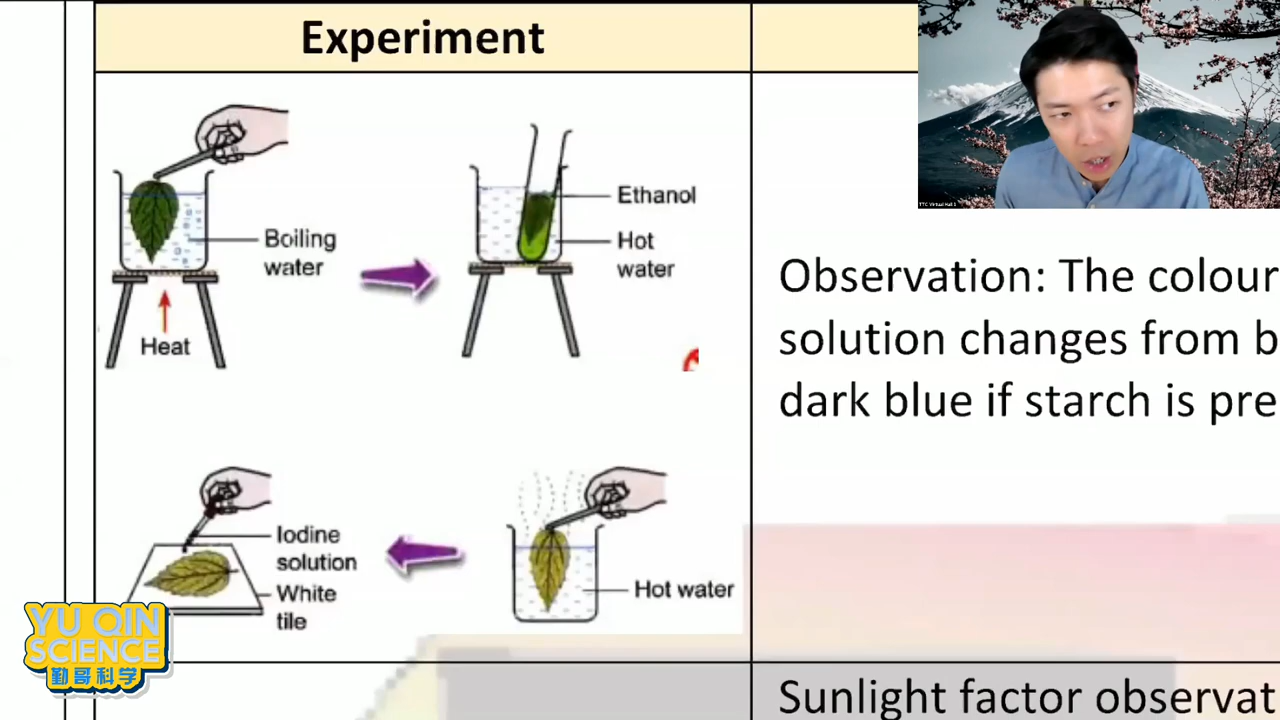 Experiment
Boiling
water
Heat
Ethanol
Hot
water
Iodine
solution
White
tile
Hot water
Observation: The colour
solution changes from b
dark blue if starch is pre
Sunlight factor observat
YU QIN
SCIENCE
勤哥科学